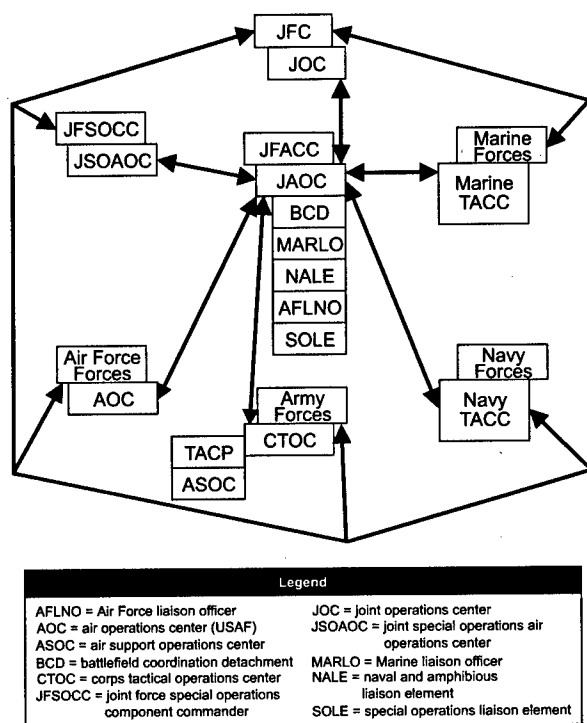 JFC
JOC
JFSOCC
JSOAOC
JFACC
JAOC
BCD
MARLO
NALE
AFLNO
SOLE
Marine
Forces
Marine
TACC
Air Force
Forces
AOC
Army
Forces
CTOC
TACP
ASOC
Navy
Forces
Navy
TACC
Legend
AFLNO = Air Force liaison officer
AOC = air operations center (USAF)
ASOC = air support operations center
BCD = battlefield coordination detachment
CTOC = corps tactical operations center
JFSOCC = joint force special operations
component commander
JOC = joint operations center
JSOAOC = joint special operations air
operations center
MARLO = Marine liaison officer
NALE = naval and amphibious
liaison element
SOLE = special operations liaison element